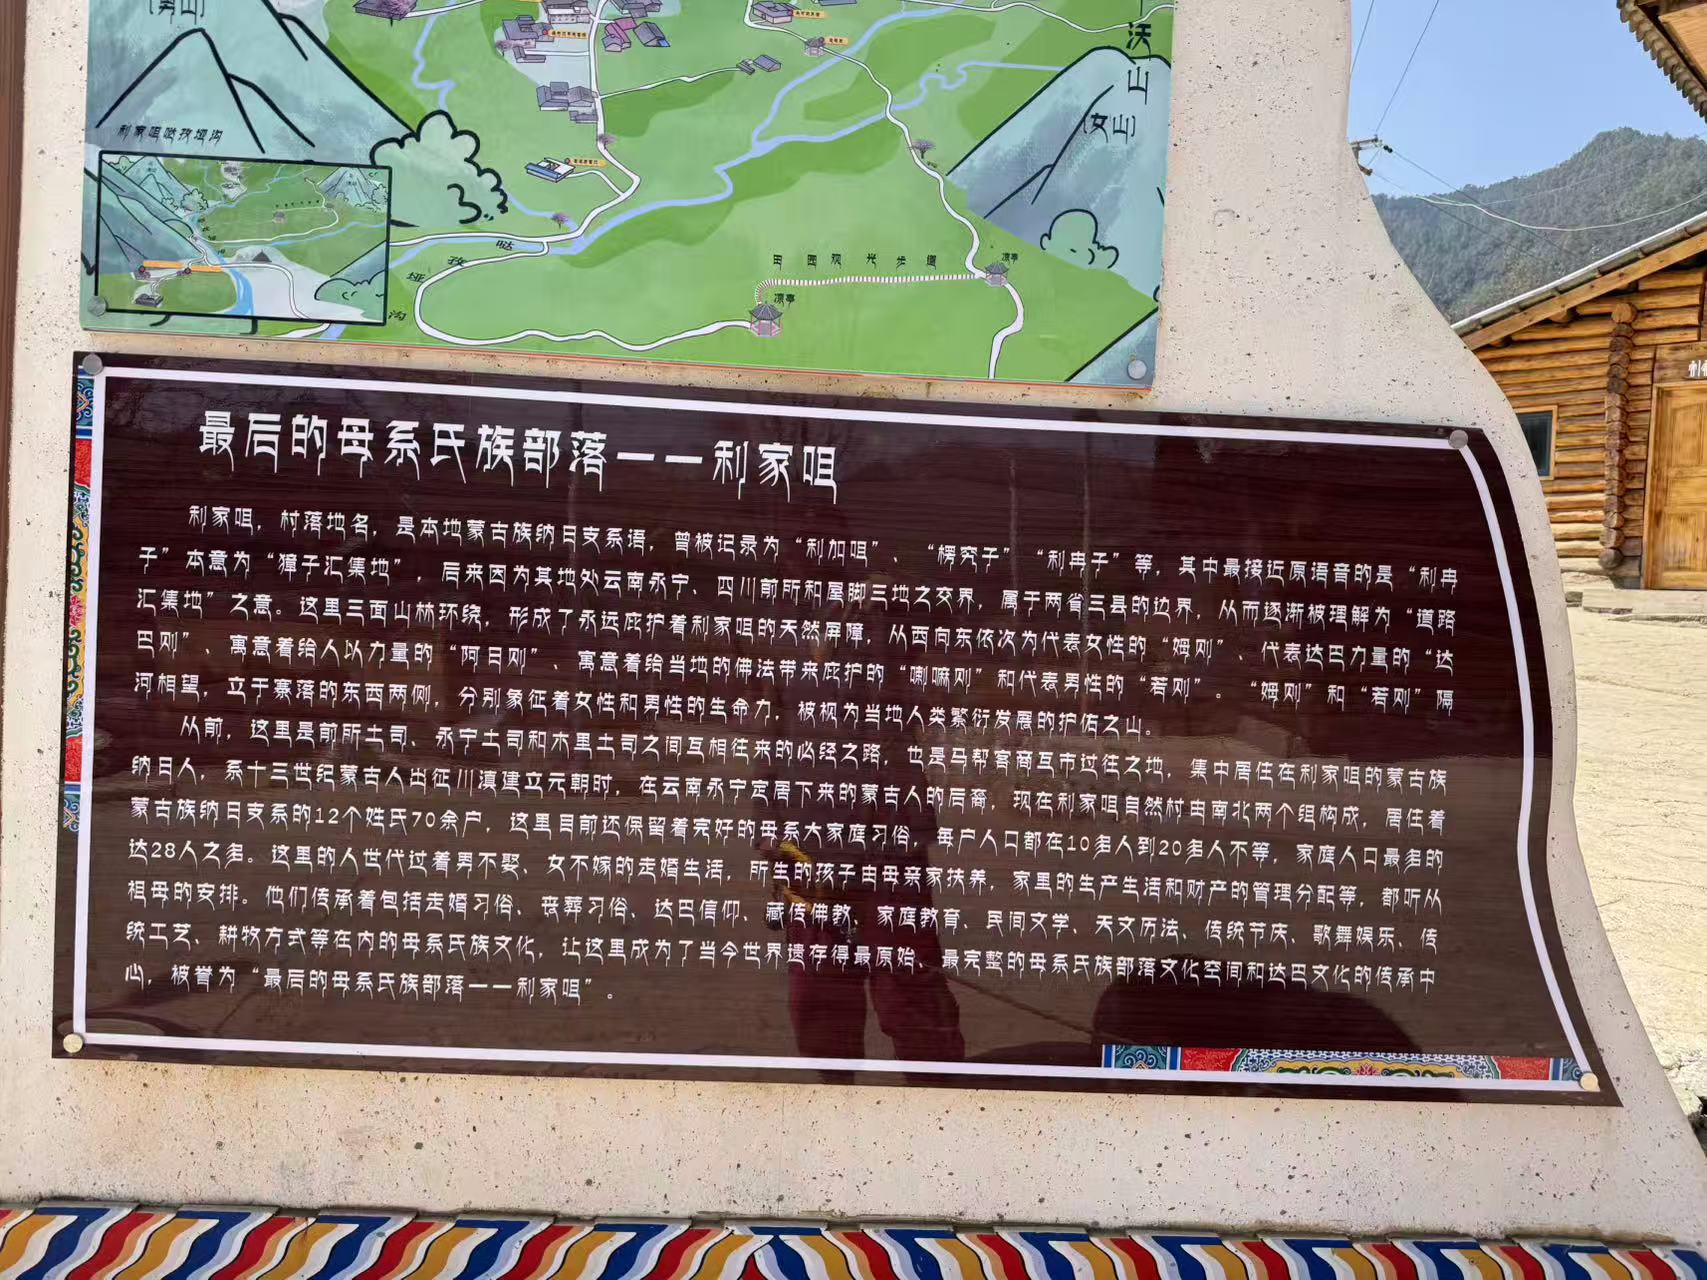 (男山)
沃
山
(女山)
利家咀哒孜垭沟
哒
孜
垭
沟
田园观光步道
凉亭
凉亭
最后的母系氏族部落——利家咀
利家咀，村落地名，是本地蒙古族纳日支系语，曾被记录为“利加咀”、“楞究子”“利冉子”等，其中最接近原语音的是“利冉
子”本意为“獐子汇集地”，后来因为其地处云南永宁、四川前所和屋脚三地之交界，属于两省三县的边界，从而逐渐被理解为“道路
汇集地”之意。这里三面山林环绕，形成了永远庇护着利家咀的天然屏障，从西向东依次为代表女性的“姆刚”、代表达巴力量的“达
巴刚”、寓意着给人以力量的“阿日刚”、寓意着给当地的佛法带来庇护的“喇嘛刚”和代表男性的“若刚”。“姆刚”和“若刚”隔
河相望，立于寨落的东西两侧，分别象征着女性和男性的生命力，被视为当地人类繁衍发展的护佑之山。
从前，这里是前所土司、永宁土司和木里土司之间互相往来的必经之路，也是马帮客商互市过往之地，集中居住在利家咀的蒙古族
纳日人，系十三世纪蒙古人出征川滇建立元朝时，在云南永宁定居下来的蒙古人的后裔，现在利家咀自然村由南北两个组构成，居住着
蒙古族纳日支系的12个姓氏70余户，这里目前还保留着完好的母系大家庭习俗，每户人口都在10多人到20多人不等，家庭人口最多的
达28人之多。这里的人世代过着男不娶、女不嫁的走婚生活，所生的孩子由母亲家扶养，家里的生产生活和财产的管理分配等，都听从
祖母的安排。他们传承着包括走婚习俗、丧葬习俗、达巴信仰、藏传佛教、家庭教育、民间文学、天文历法、传统节庆、歌舞娱乐、传
统工艺、耕牧方式等在内的母系氏族文化，让这里成为了当今世界遗存得最原始、最完整的母系氏族部落文化空间和达巴文化的传承中
心，被誉为“最后的母系氏族部落——利家咀”。